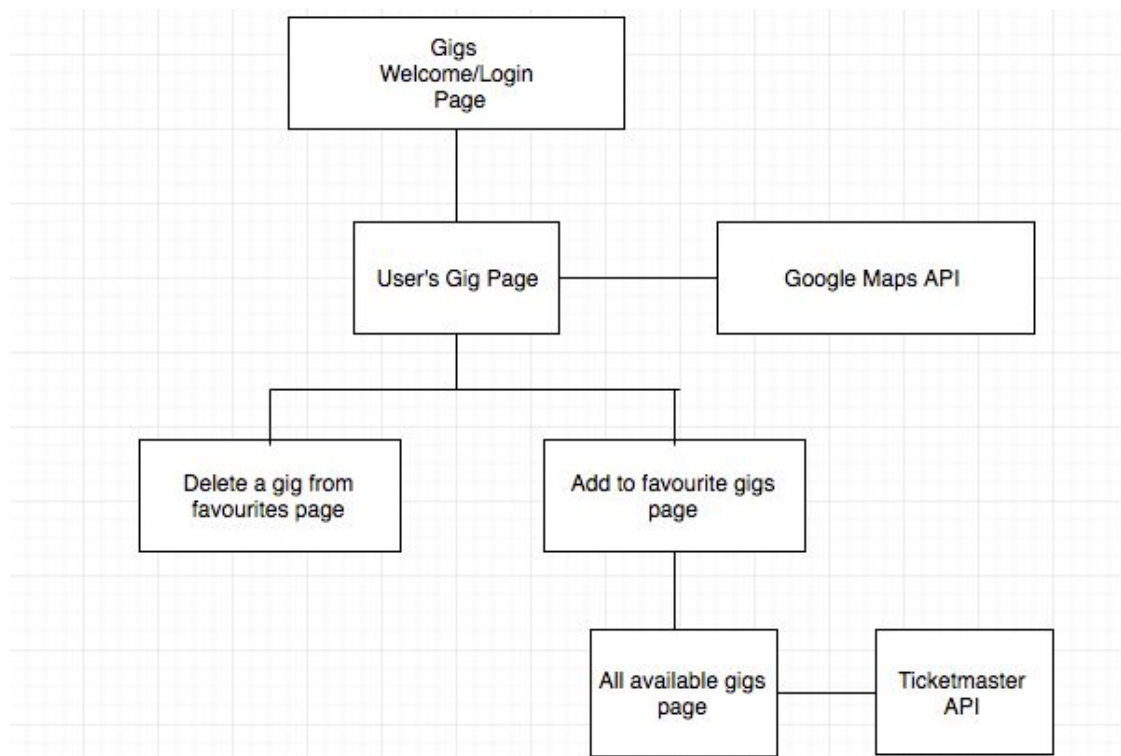 Gigs
Welcome/Login
Page
User's Gig Page
Google Maps API
Delete a gig from
favourites page
Add to favourite gigs
page
All available gigs
page
Ticketmaster
API